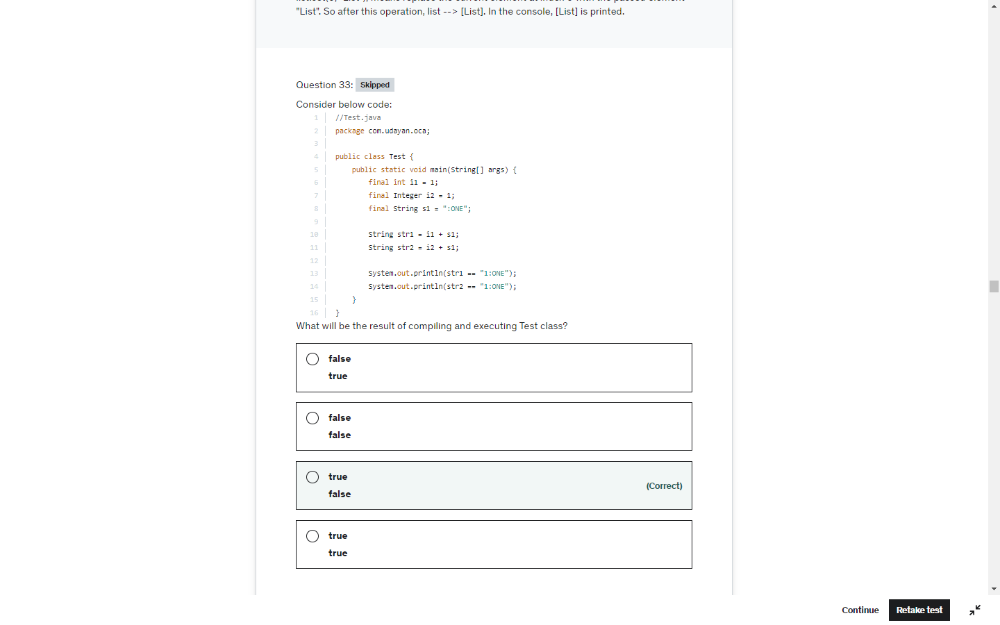 "List". So after this operation, list --> [List]. In the console, [List] is printed.
Question 33: Skipped
Consider below code:
1 //Test.java
2 package com.udayan.oca;
3
4 public class Test {
5 public static void main(String[] args) {
6 final int i1 = 1;
7 final Integer i2 = 1;
8 final String s1 = ":ONE";
9
10 String str1 = i1 + s1;
11 String str2 = i2 + s1;
12
13 System.out.println(str1 == "1:ONE");
14 System.out.println(str2 == "1:ONE");
15 }
16 }
What will be the result of compiling and executing Test class?
false
true
false
false
true
false
(Correct)
true
true
Continue
Retake test